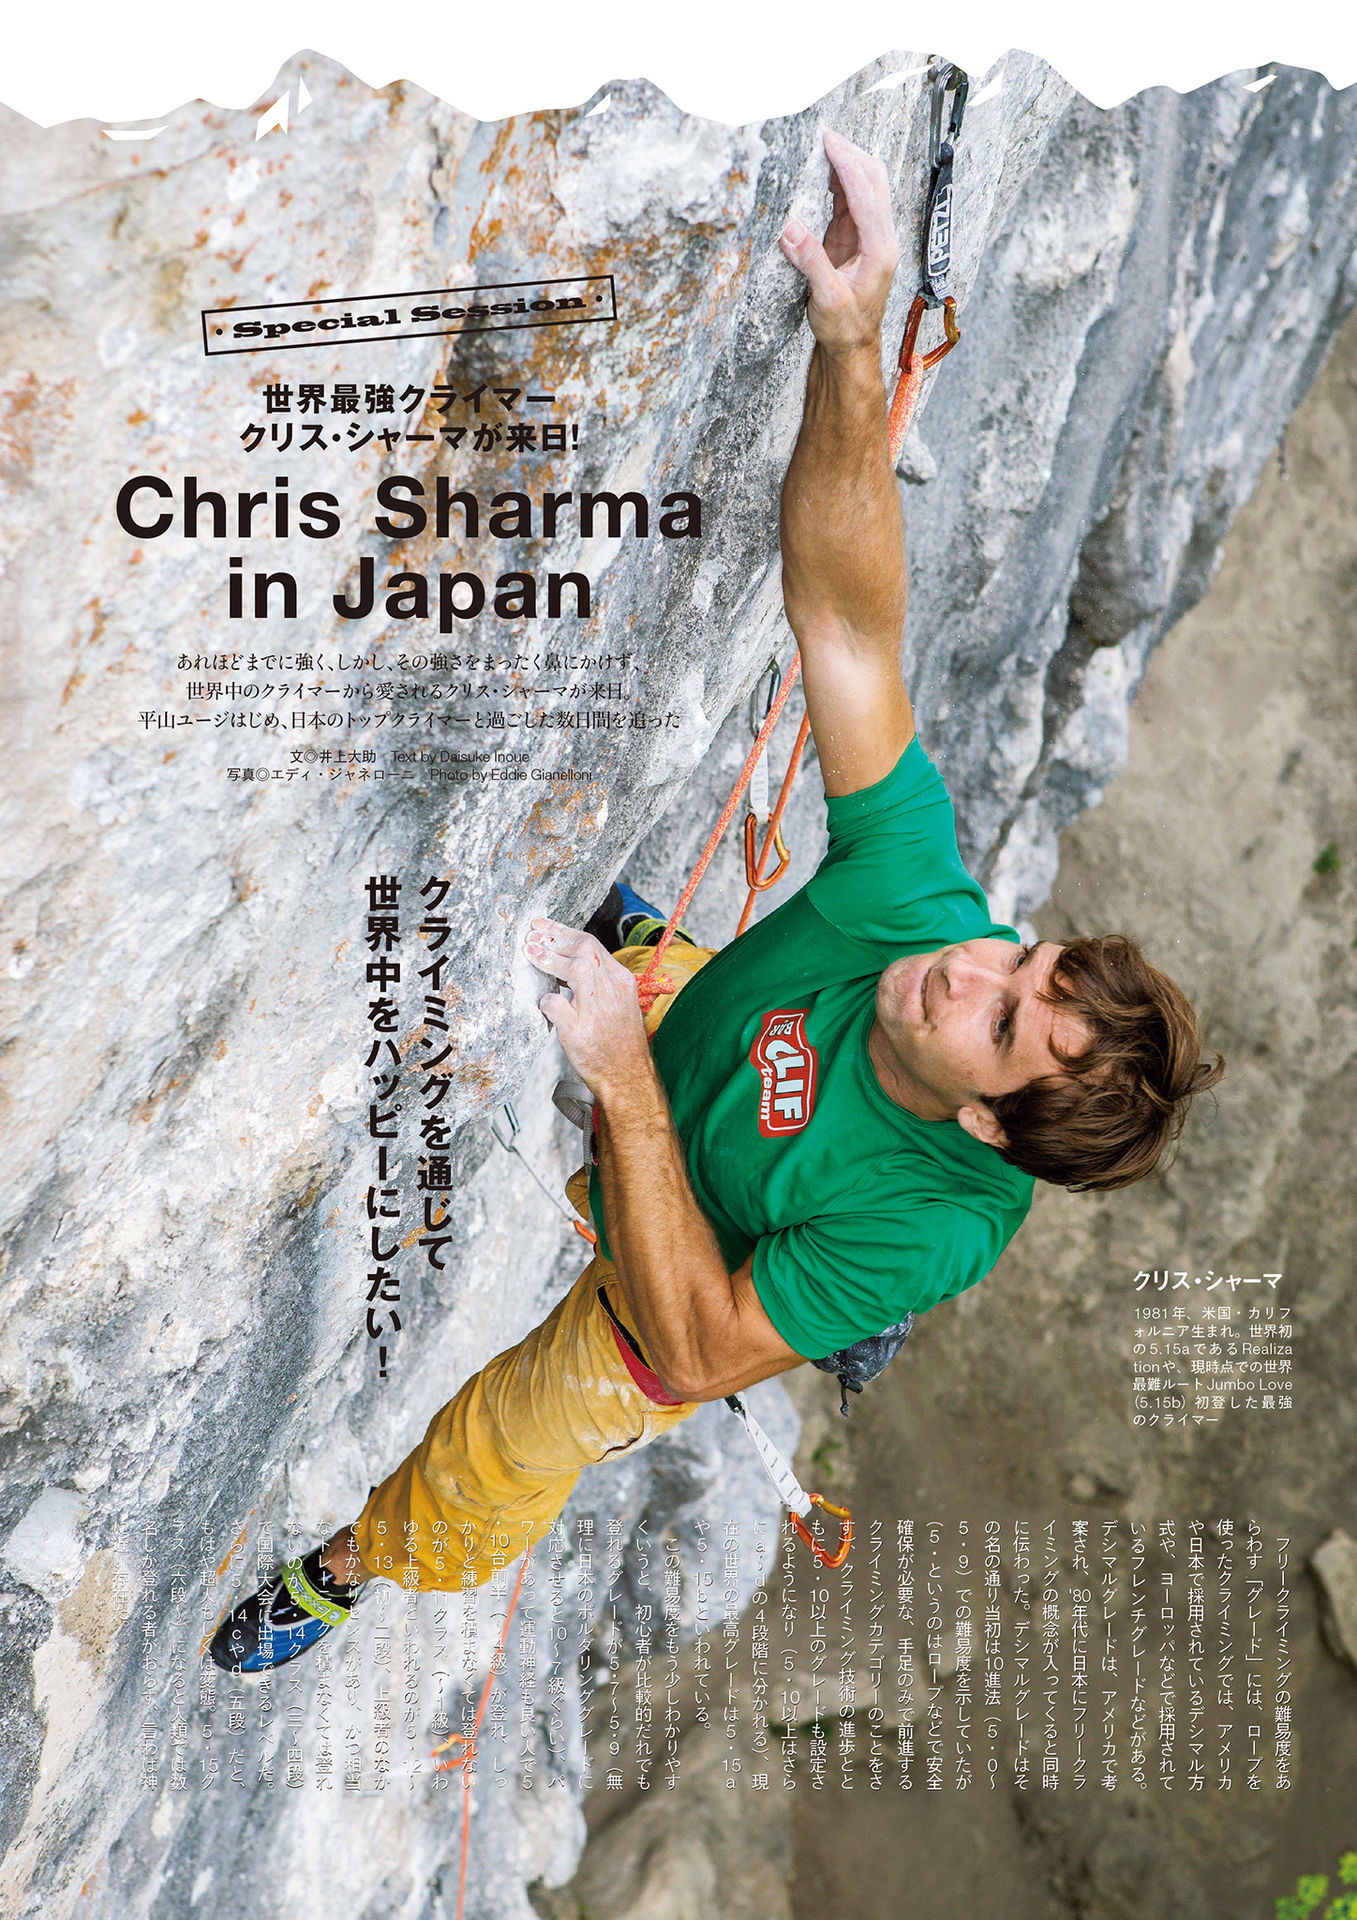 Special Session
世界最強クライマー
クリス・シャーマが来日!
Chris Sharma
in Japan
あれほどまでに強く、しかし、その強さをまったく鼻にかけず、
世界中のクライマーから愛されるクリス・シャーマが来日。
平山ユージはじめ、日本のトップクライマーと過ごした数日間を追った
文◎井上大助 Text by Daisuke Inoue
写真◎エディ・ジャネローニ Photo by Eddie Gianelloni
クライミングを通じて
世界中をハッピーにしたい!
PETZL
BAR
CLIF
team
クリス・シャーマ
1981年、米国・カリフ
ォルニア生まれ。世界初
の5.15aであるRealiza
tionや、現時点での世界
最難ルートJumbo Love
(5.15b) 初登した最強
のクライマー
フリークライミングの難易度をあ
らわす「グレード」には、ロープを
使ったクライミングでは、アメリカ
や日本で採用されているデシマル方
式や、ヨーロッパなどで採用されて
いるフレンチグレードなどがある。
デシマルグレードは、アメリカで考
案され、'80年代に日本にフリークラ
イミングの概念が入ってくると同時
に伝わった。デシマルグレードはそ
の名の通り当初は10進法(5・0〜
5・9)での難易度を示していたが
(5・というのはロープなどで安全
確保が必要な、手足のみで前進する
クライミングカテゴリーのことをさ
す)、クライミング技術の進歩とと
もに5・10以上のグレードも設定さ
れるようになり(5・10以上はさら
にa〜dの4段階に分かれる)、現
在の世界の最高グレードは5・15a
や5・15bといわれている。
この難易度をもう少しわかりやす
くいうと、初心者が比較的だれでも
登れるグレードが5・7〜5・9(無
理に日本のボルダリンググレードに
対応させると10〜7級ぐらい)、パ
ワーがあって運動神経も良い人で5
・10台前半(〜4級)が登れ、しっ
かりと練習を積まなくては登れない
のが5・11クラス(〜1級)、いわ
ゆる上級者といわれるのが5・12〜
5・13(初〜二段)、上級者のなか
でもかなりセンスがあり、かつ相当
なトレーニングを積まなくては登れ
ないのが5・14クラス(三〜四段)
で国際大会に出場できるレベルだ。
さらに5・14cやd(五段)だと、
もはや超人もしくは変態。5・15ク
ラス(六段〜)になると人類では数
名しか登れる者がおらず、言わば神
に近い存在だ。